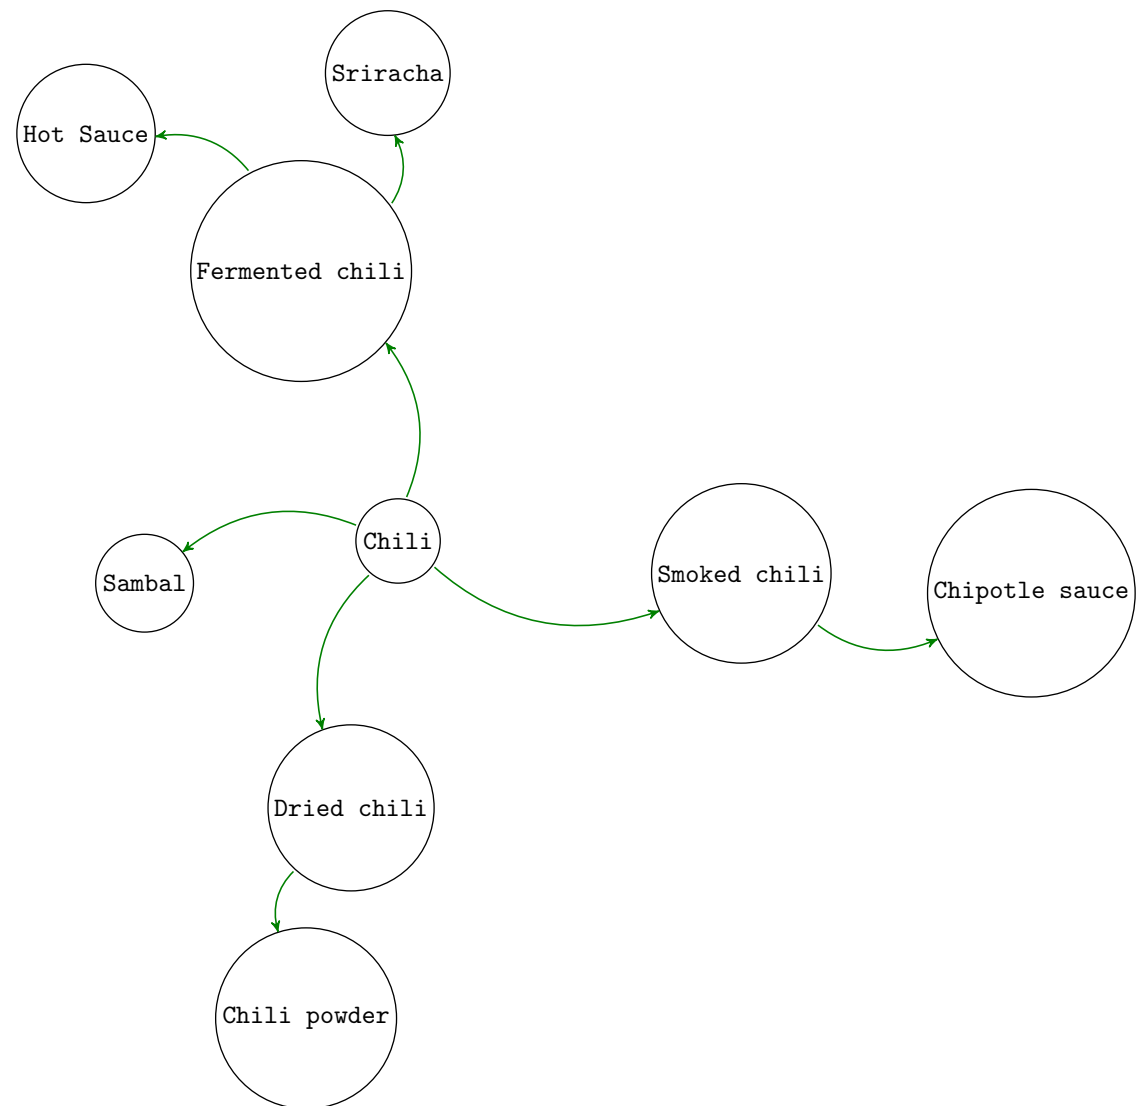 Sriracha
Hot Sauce
Fermented chili
Chili
Smoked chili
Sambal
Chipotle sauce
Dried chili
Chili powder